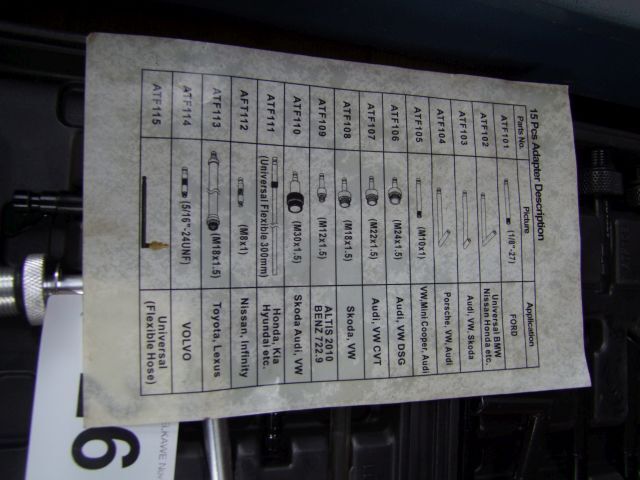 15 Pcs Adapter Description
Parts No. Picture Application
ATF101 (1/8"-27) FORD
ATF102 Universal BMW
Nissan Honda etc.
ATF103 Audi, VW, Skoda
ATF104 Porsche, VW, Audi
ATF105 (M10x1) VW,Mini Cooper, Audi
ATF106 (M24x1.5) Audi, VW DSG
ATF107 (M22x1.5) Audi, VW CVT
ATF108 (M18x1.5) Skoda, VW
ATF109 (M12x1.5) ALTIS 2010
BENZ 722.9
ATF110 (M30x1.5) Skoda Audi, VW
ATF111 (Universal Flexible 300mm) Honda, Kia
Hyundai etc.
AFT112 (M8x1) Nissan, Infinity
ATF113 (M18x1.5) Toyota, Lexus
ATF114 (5/16"-24UNF) VOLVO
ATF115 Universal
(Flexible Hose)
6